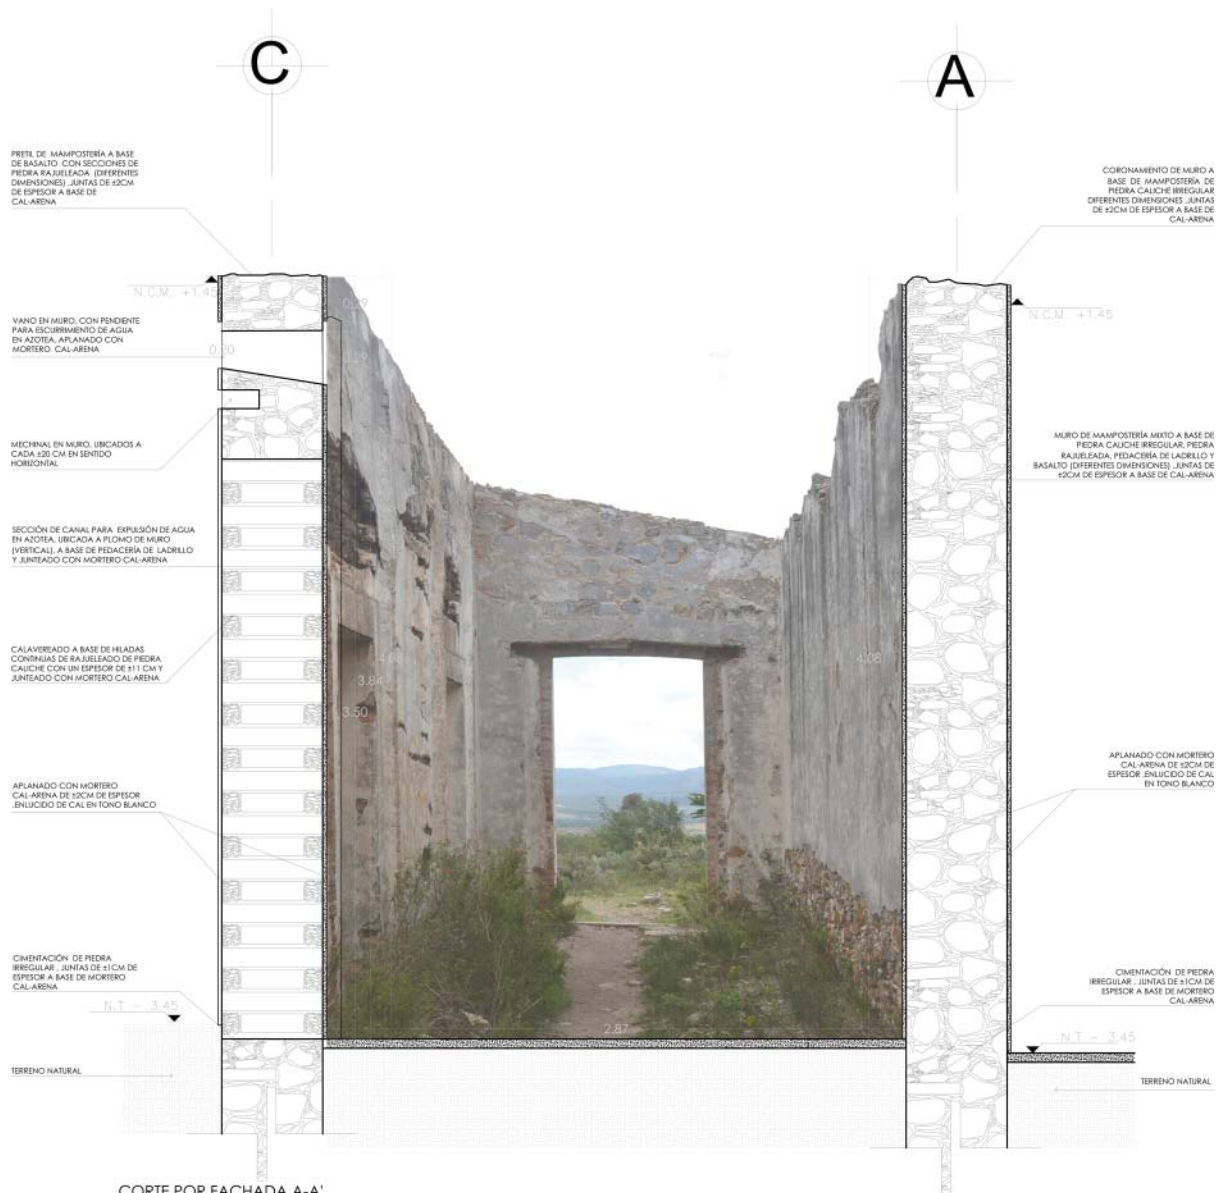 C
A
PRETIL DE MAMPOSTERÍA A BASE
DE BASALTO CON SECCIONES DE
PIEDRA RAJUELEADA (DIFERENTES
DIMENSIONES) .JUNTAS DE ±2CM
DE ESPESOR A BASE DE
CAL-ARENA
CORONAMIENTO DE MURO A
BASE DE MAMPOSTERÍA DE
PIEDRA CALICHE IRREGULAR
DIFERENTES DIMENSIONES .JUNTAS
DE ±2CM DE ESPESOR A BASE DE
CAL-ARENA
N.C.M. +1.45
0.39
N.C.M. +1.45
VANO EN MURO, CON PENDIENTE
PARA ESCURRIMIENTO DE AGUA
EN AZOTEA, APLANADO CON
MORTERO CAL-ARENA
0.20
MECHINAL EN MURO, UBICADOS A
CADA ±20 CM EN SENTIDO
HORIZONTAL
MURO DE MAMPOSTERÍA MIXTO A BASE DE
PIEDRA CALICHE IRREGULAR, PIEDRA
RAJUELEADA, PEDACERÍA DE LADRILLO Y
BASALTO (DIFERENTES DIMENSIONES) .JUNTAS DE
±2CM DE ESPESOR A BASE DE CAL-ARENA
SECCIÓN DE CANAL PARA EXPULSIÓN DE AGUA
EN AZOTEA, UBICADA A PLOMO DE MURO
(VERTICAL), A BASE DE PEDACERÍA DE LADRILLO
Y JUNTEADO CON MORTERO CAL-ARENA
CALAVEREADO A BASE DE HILADAS
CONTINUAS DE RAJUELEADO DE PIEDRA
CALICHE CON UN ESPESOR DE ±11 CM Y
JUNTEADO CON MORTERO CAL-ARENA
4.08
3.84
3.50
APLANADO CON MORTERO
CAL-ARENA DE ±2CM DE ESPESOR
.ENLUCIDO DE CAL EN TONO BLANCO
APLANADO CON MORTERO
CAL-ARENA DE ±2CM DE
ESPESOR .ENLUCIDO DE CAL
EN TONO BLANCO
CIMENTACIÓN DE PIEDRA
IRREGULAR , JUNTAS DE ±1CM DE
ESPESOR A BASE DE MORTERO
CAL-ARENA
N.T - 3.45
CIMENTACIÓN DE PIEDRA
IRREGULAR , JUNTAS DE ±1CM DE
ESPESOR A BASE DE MORTERO
CAL-ARENA
2.87
N.T - 3.45
TERRENO NATURAL
TERRENO NATURAL
CORTE POR FACHADA A-A'